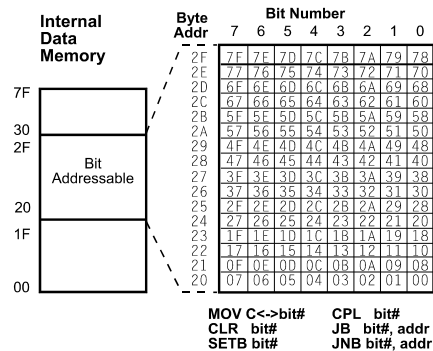 Internal
Data
Memory
7F
30
2F
Bit
Addressable
20
1F
00
Byte
Addr
Bit Number
7 6 5 4 3 2 1 0
2F 7F 7E 7D 7C 7B 7A 79 78
2E 77 76 75 74 73 72 71 70
2D 6F 6E 6D 6C 6B 6A 69 68
2C 67 66 65 64 63 62 61 60
2B 5F 5E 5D 5C 5B 5A 59 58
2A 57 56 55 54 53 52 51 50
29 4F 4E 4D 4C 4B 4A 49 48
28 47 46 45 44 43 42 41 40
27 3F 3E 3D 3C 3B 3A 39 38
26 37 36 35 34 33 32 31 30
25 2F 2E 2D 2C 2B 2A 29 28
24 27 26 25 24 23 22 21 20
23 1F 1E 1D 1C 1B 1A 19 18
22 17 16 15 14 13 12 11 10
21 0F 0E 0D 0C 0B 0A 09 08
20 07 06 05 04 03 02 01 00
MOV C<->bit# CPL bit#
CLR bit# JB bit#, addr
SETB bit# JNB bit#, addr